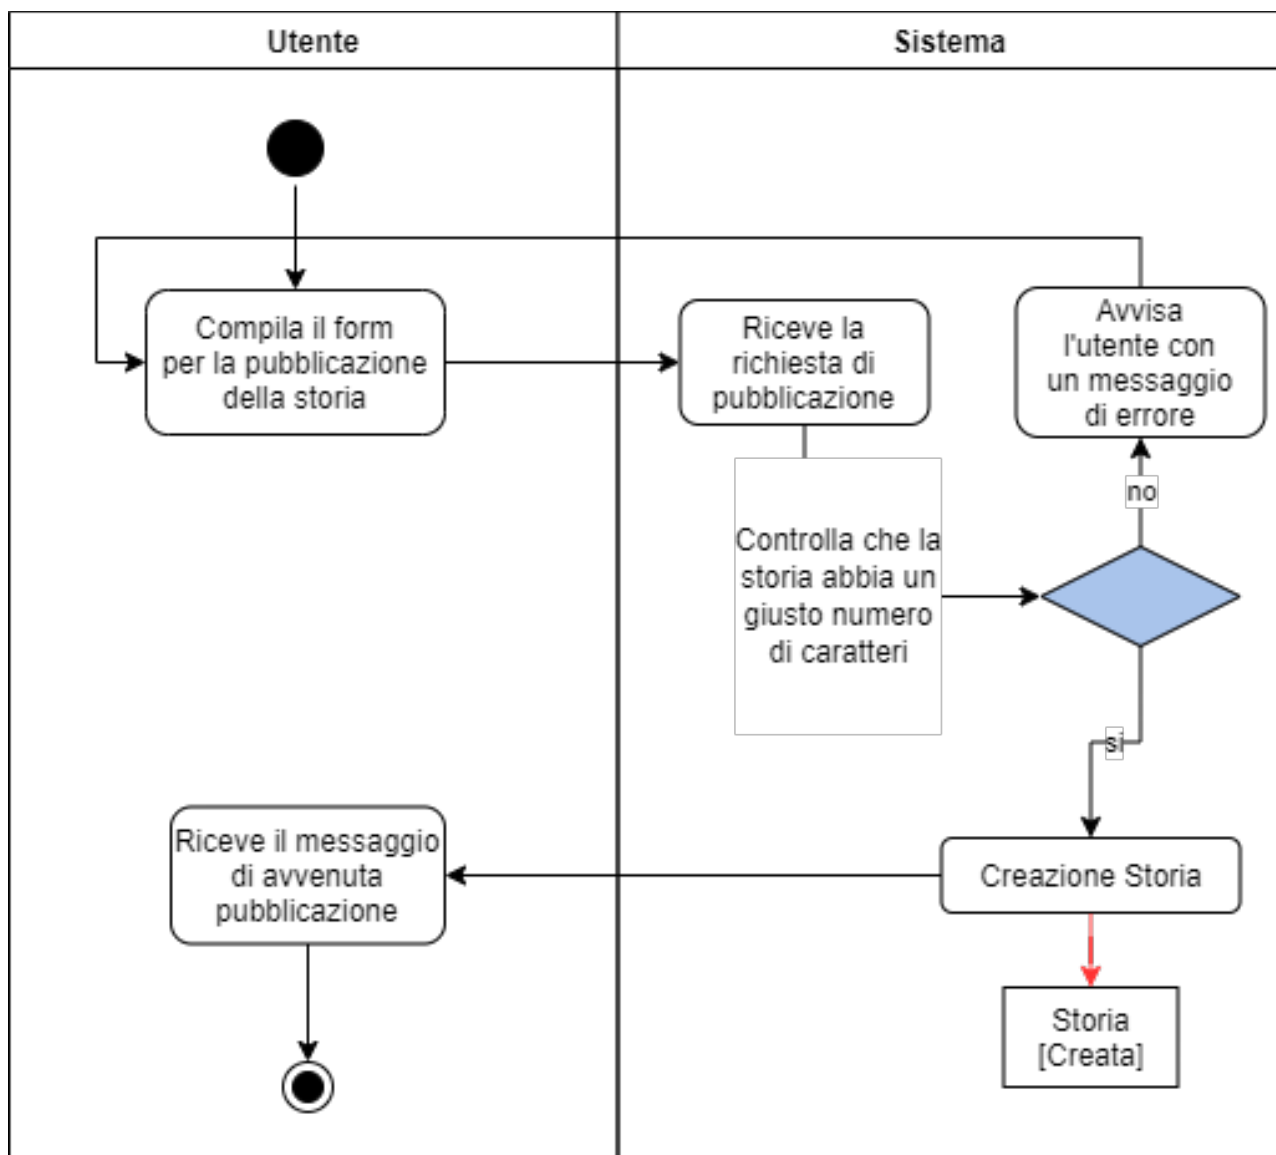 Utente
Sistema
Compila il form
per la pubblicazione
della storia
Riceve la
richiesta di
pubblicazione
Avvisa
l'utente con
un messaggio
di errore
no
Controlla che la
storia abbia un
giusto numero
di caratteri
si
Riceve il messaggio
di avvenuta
pubblicazione
Creazione Storia
Storia
[Creata]